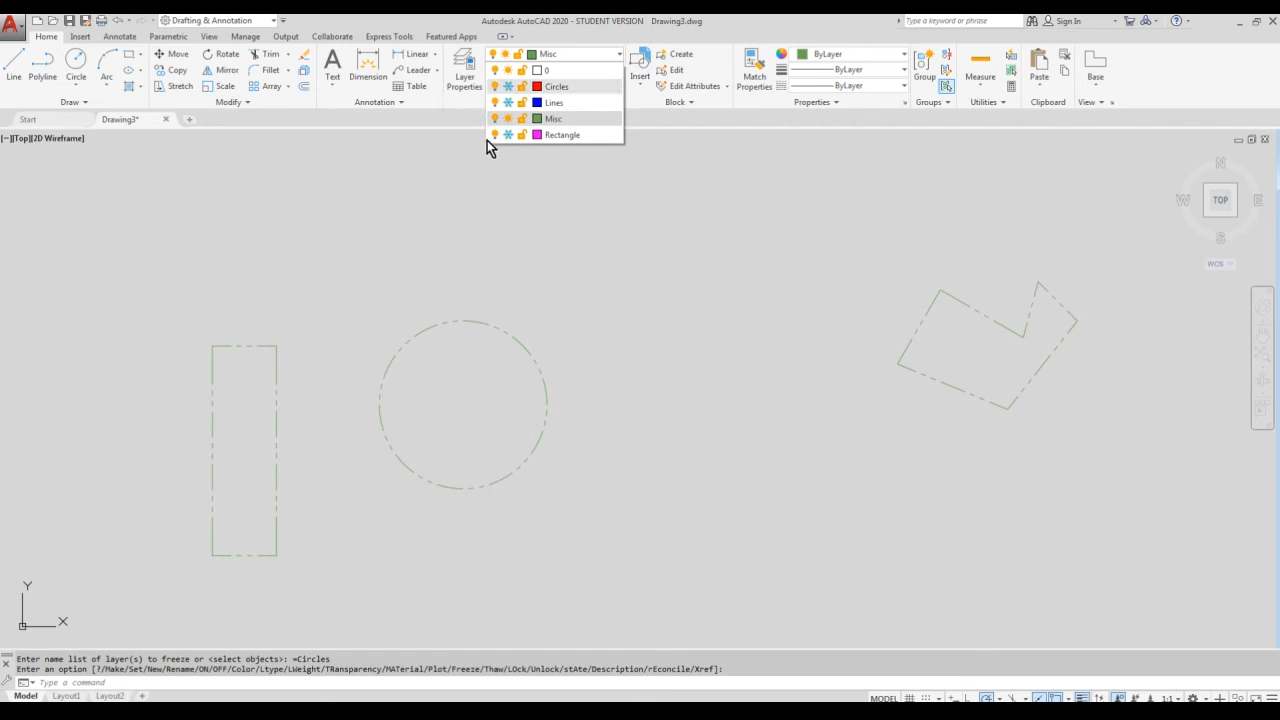 Drafting & Annotation
Autodesk AutoCAD 2020 - STUDENT VERSION Drawing3.dwg
Type a keyword or phrase
Sign In
Home Insert Annotate Parametric View Manage Output Collaborate Express Tools Featured Apps
Line
Polyline
Circle
Arc
Draw
Move
Copy
Stretch
Rotate
Mirror
Scale
Trim
Fillet
Array
Modify
Text
Dimension
Linear
Leader
Table
Annotation
Layer
Properties
Misc
0
Circles
Lines
Misc
Rectangle
Insert
Create
Edit
Edit Attributes
Block
Match
Properties
ByLayer
ByLayer
ByLayer
Properties
Group
Groups
Measure
Utilities
Paste
Clipboard
Base
View
Start
Drawing3*
[−][Top][2D Wireframe]
N
W
TOP
E
S
WCS
Y
X
Enter name list of layer(s) to freeze or <select objects>: =Circles
Enter an option [?/Make/Set/New/Rename/ON/OFF/Color/Ltype/LWeight/TRansparency/MATerial/Plot/Freeze/Thaw/LOck/Unlock/stAte/Description/rEconcile/Xref]:
Type a command
Model Layout1 Layout2
MODEL
1:1